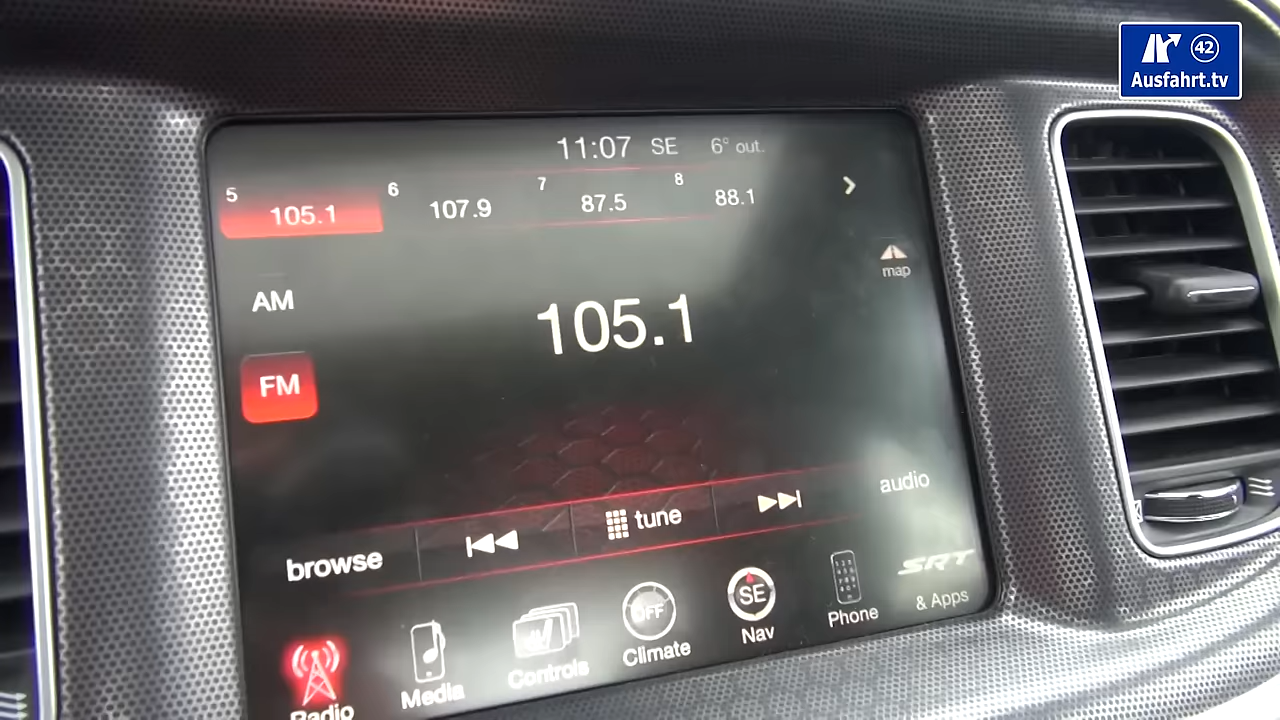 42
Ausfahrt.tv
11:07 SE 6° out.
5 105.1 6 107.9 7 87.5 8 88.1
map
AM
105.1
FM
browse tune audio
OFF SE SRT
Radio Media Controls Climate Nav Phone & Apps